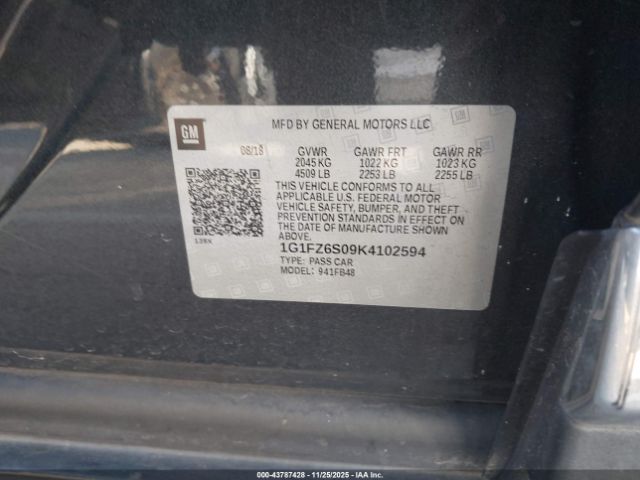 GM
MFD BY GENERAL MOTORS LLC
08/18 GVWR GAWR FRT GAWR RR
2045 KG 1022 KG 1023 KG
4509 LB 2253 LB 2255 LB
THIS VEHICLE CONFORMS TO ALL
APPLICABLE U.S. FEDERAL MOTOR
VEHICLE SAFETY, BUMPER, AND THEFT
PREVENTION STANDARDS IN EFFECT ON
THE DATE OF MANUFACTURE SHOWN ABOVE.
1G1FZ6S09K4102594
TYPE: PASS CAR
MODEL: 941FB48
43787428 - 11/25/2025 - IAA Inc.